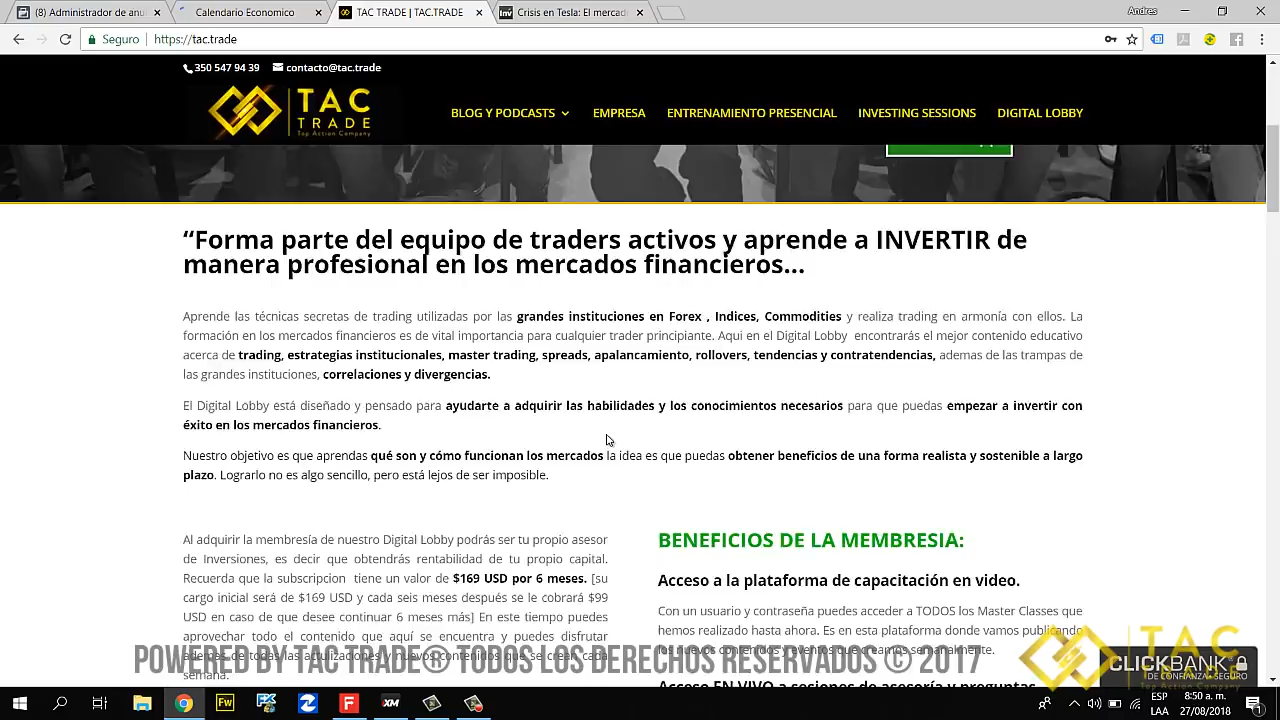 (8) Administrador de anu
Calendario Economico
TAC TRADE | TAC.TRADE
Crisis en Tesla: El mercad
Andres
Seguro
https://tac.trade
350 547 94 39
contacto@tac.trade
TAC
TRADE
Top Action Company
BLOG Y PODCASTS
EMPRESA
ENTRENAMIENTO PRESENCIAL
INVESTING SESSIONS
DIGITAL LOBBY
“Forma parte del equipo de traders activos y aprende a INVERTIR de
manera profesional en los mercados financieros...
Aprende las técnicas secretas de trading utilizadas por las grandes instituciones en Forex , Indices, Commodities y realiza trading en armonía con ellos. La
formación en los mercados financieros es de vital importancia para cualquier trader principiante. Aqui en el Digital Lobby encontrarás el mejor contenido educativo
acerca de trading, estrategias institucionales, master trading, spreads, apalancamiento, rollovers, tendencias y contratendencias, ademas de las trampas de
las grandes instituciones, correlaciones y divergencias.
El Digital Lobby está diseñado y pensado para ayudarte a adquirir las habilidades y los conocimientos necesarios para que puedas empezar a invertir con
éxito en los mercados financieros.
Nuestro objetivo es que aprendas qué son y cómo funcionan los mercados la idea es que puedas obtener beneficios de una forma realista y sostenible a largo
plazo. Lograrlo no es algo sencillo, pero está lejos de ser imposible.
Al adquirir la membresía de nuestro Digital Lobby podrás ser tu propio asesor
de Inversiones, es decir que obtendrás rentabilidad de tu propio capital.
Recuerda que la subscripcion tiene un valor de $169 USD por 6 meses. [su
cargo inicial será de $169 USD y cada seis meses después se le cobrará $99
USD en caso de que desee continuar 6 meses más] En este tiempo puedes
aprovechar todo el contenido que aquí se encuentra y puedes disfrutar
ademas de todas las actulizaciones y nuevos contenidos que se crean cada
semana.
BENEFICIOS DE LA MEMBRESIA:
Acceso a la plataforma de capacitación en video.
Con un usuario y contraseña puedes acceder a TODOS los Master Classes que
hemos realizado hasta ahora. Es en esta plataforma donde vamos publicando
los nuevos contenidos y eventos que creamos semanalmente.
Acceso EN VIVO a sesiones de asesoría y preguntas
POWERED BY TAC TRADE © TODOS LOS DERECHOS RESERVADOS © 2017
TAC
TRADE
Top Action Company
CLICKBANK
DE CONFIANZA + SEGURO
FW
F
XM
ESP
LAA
8:50 a. m.
27/08/2018